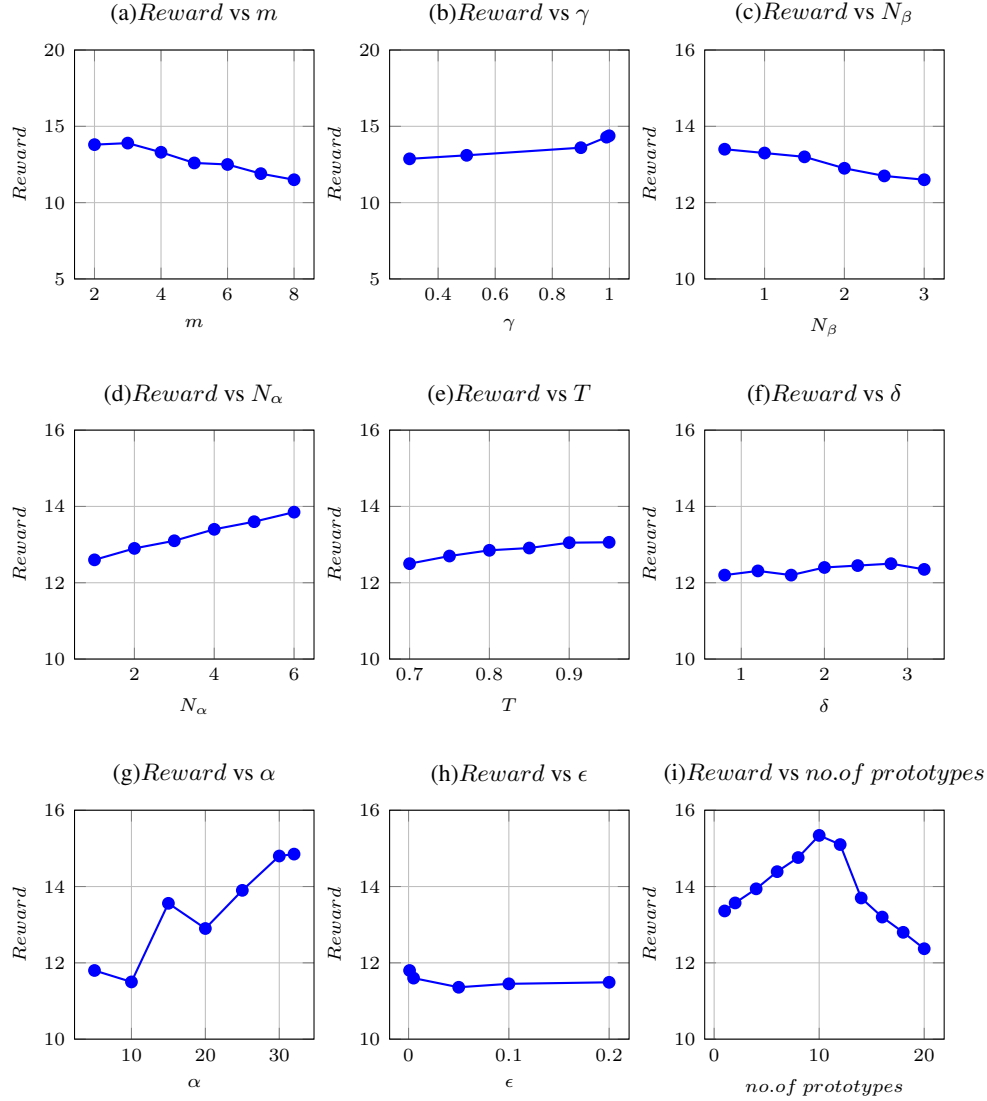 (a)Reward vs m
(b)Reward vs γ
(c)Reward vs Nβ
20
15
10
5
Reward
2 4 6 8
m
20
15
10
5
Reward
0.4 0.6 0.8 1
γ
16
14
12
10
Reward
1 2 3
Nβ
(d)Reward vs Nα
(e)Reward vs T
(f)Reward vs δ
16
14
12
10
Reward
2 4 6
Nα
16
14
12
10
Reward
0.7 0.8 0.9
T
16
14
12
10
Reward
1 2 3
δ
(g)Reward vs α
(h)Reward vs ϵ
(i)Reward vs no.of prototypes
16
14
12
10
Reward
10 20 30
α
16
14
12
10
Reward
0 0.1 0.2
ϵ
16
14
12
10
Reward
0 10 20
no.of prototypes